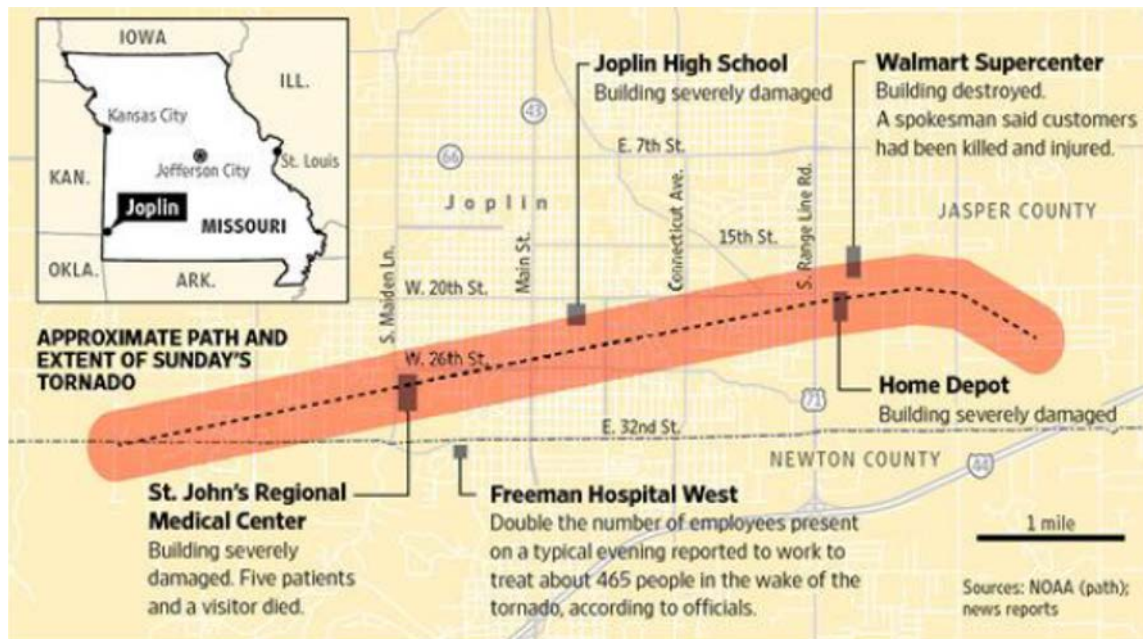 IOWA
ILL.
Kansas City
Jefferson City
St. Louis
KAN.
Joplin
MISSOURI
OKLA.
ARK.
APPROXIMATE PATH AND
EXTENT OF SUNDAY'S
TORNADO
Joplin High School
Building severely damaged
Walmart Supercenter
Building destroyed.
A spokesman said customers
had been killed and injured.
43
66
E. 7th St.
Joplin
JASPER COUNTY
15th St.
S. Maiden Ln.
Main St.
Connecticut Ave.
S. Range Line Rd.
W. 20th St.
W. 26th St.
71
Home Depot
Building severely damaged
E. 32nd St.
NEWTON COUNTY
44
St. John's Regional
Medical Center
Building severely
damaged. Five patients
and a visitor died.
Freeman Hospital West
Double the number of employees present
on a typical evening reported to work to
treat about 465 people in the wake of the
tornado, according to officials.
1 mile
Sources: NOAA (path);
news reports